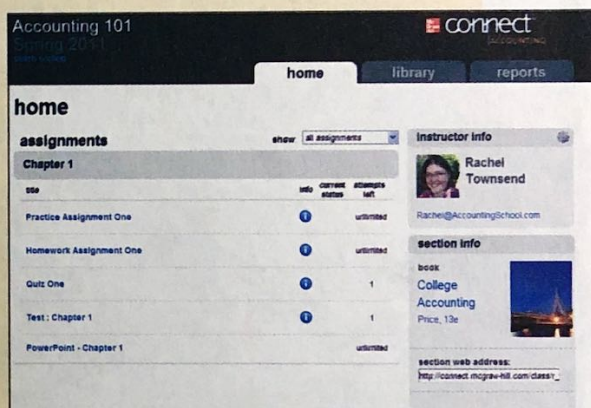 Accounting 101
Spring 2011
connect
ACCOUNTING
home
library
reports
home
assignments
show
all assignments
Chapter 1
title
info
current status
attempts left
Practice Assignment One
unlimited
Homework Assignment One
unlimited
Quiz One
1
Test : Chapter 1
1
PowerPoint - Chapter 1
unlimited
instructor info
Rachel
Townsend
Rachel@AccountingSchool.com
section info
book
College
Accounting
Price, 13e
section web address:
http://connect.mcgraw-hill.com/class/r_